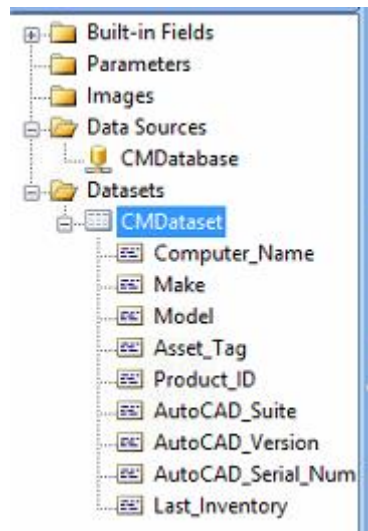 Built-in Fields
Parameters
Images
Data Sources
CMDatabase
Datasets
CMDataset
Computer_Name
Make
Model
Asset_Tag
Product_ID
AutoCAD_Suite
AutoCAD_Version
AutoCAD_Serial_Num
Last_Inventory